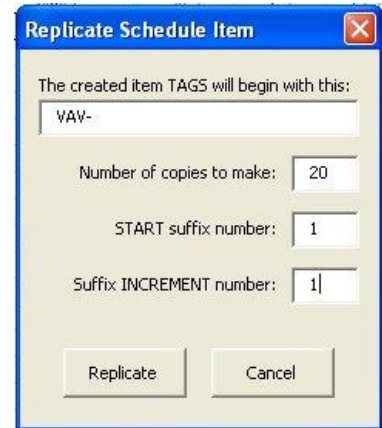 Replicate Schedule Item
The created item TAGS will begin with this:
VAV-
Number of copies to make: 20
START suffix number: 1
Suffix INCREMENT number: 1
Replicate Cancel